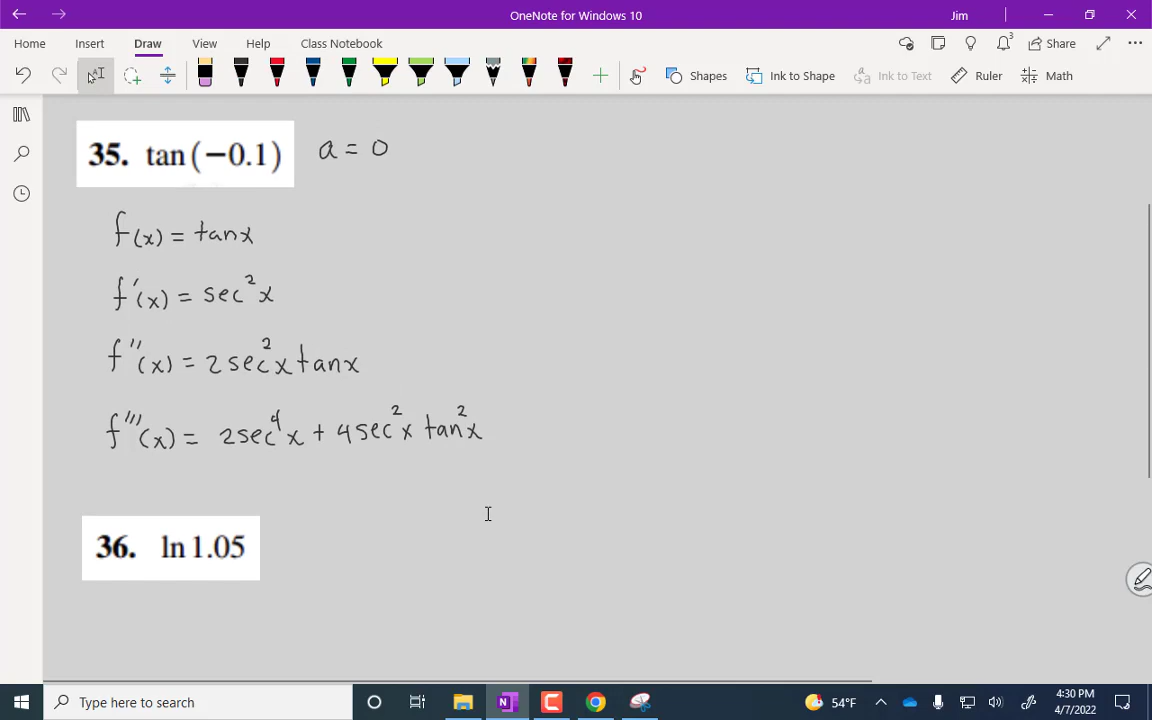 OneNote for Windows 10
Jim
Home Insert Draw View Help Class Notebook Share
Shapes Ink to Shape Ink to Text Ruler Math
35. tan(−0.1) a = 0
f(x) = tanx
f′(x) = sec²x
f″(x) = 2sec²x tanx
f‴(x) = 2sec⁴x + 4sec²x tan²x
36. ln 1.05
Type here to search
54°F
4:30 PM
4/7/2022